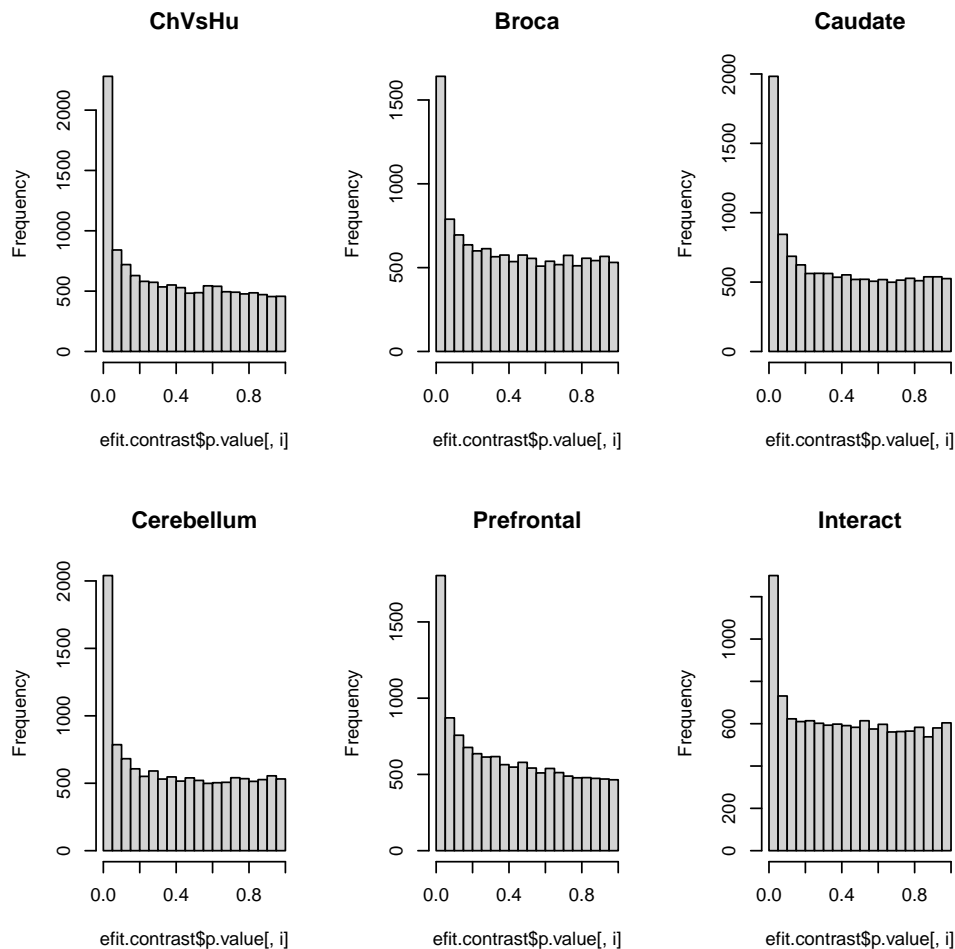 ChVsHu
Frequency
0 500 1000 1500 2000
0.0 0.4 0.8
efit.contrast$p.value[, i]
Broca
Frequency
0 500 1000 1500
0.0 0.4 0.8
efit.contrast$p.value[, i]
Caudate
Frequency
0 500 1000 1500 2000
0.0 0.4 0.8
efit.contrast$p.value[, i]
Cerebellum
Frequency
0 500 1000 1500 2000
0.0 0.4 0.8
efit.contrast$p.value[, i]
Prefrontal
Frequency
0 500 1000 1500
0.0 0.4 0.8
efit.contrast$p.value[, i]
Interact
Frequency
0 200 600 1000
0.0 0.4 0.8
efit.contrast$p.value[, i]